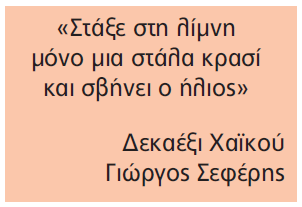 «Στάξε στη λίμνη
μόνο μια στάλα κρασί
και σβήνει ο ήλιος»
Δεκαέξι Χαϊκού
Γιώργος Σεφέρης